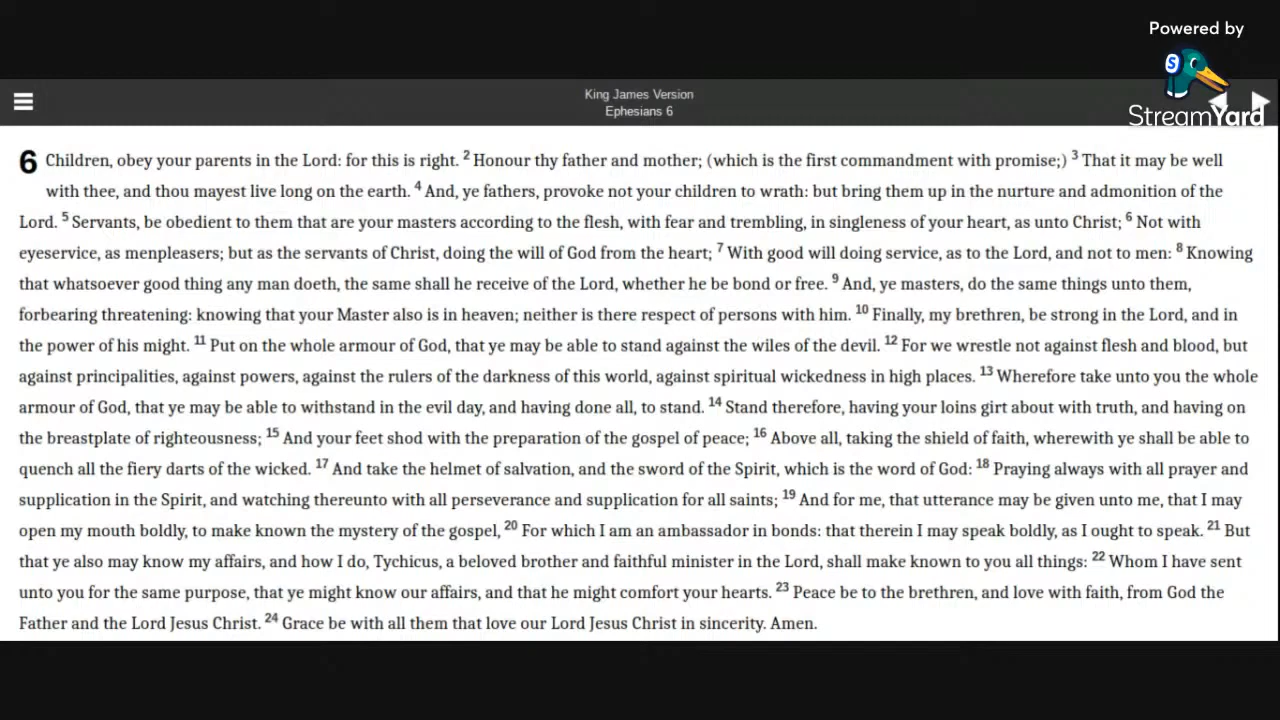 Powered by
StreamYard
King James Version
Ephesians 6
6 Children, obey your parents in the Lord: for this is right. 2 Honour thy father and mother; (which is the first commandment with promise;) 3 That it may be well
with thee, and thou mayest live long on the earth. 4 And, ye fathers, provoke not your children to wrath: but bring them up in the nurture and admonition of the
Lord. 5 Servants, be obedient to them that are your masters according to the flesh, with fear and trembling, in singleness of your heart, as unto Christ; 6 Not with
eyeservice, as menpleasers; but as the servants of Christ, doing the will of God from the heart; 7 With good will doing service, as to the Lord, and not to men: 8 Knowing
that whatsoever good thing any man doeth, the same shall he receive of the Lord, whether he be bond or free. 9 And, ye masters, do the same things unto them,
forbearing threatening: knowing that your Master also is in heaven; neither is there respect of persons with him. 10 Finally, my brethren, be strong in the Lord, and in
the power of his might. 11 Put on the whole armour of God, that ye may be able to stand against the wiles of the devil. 12 For we wrestle not against flesh and blood, but
against principalities, against powers, against the rulers of the darkness of this world, against spiritual wickedness in high places. 13 Wherefore take unto you the whole
armour of God, that ye may be able to withstand in the evil day, and having done all, to stand. 14 Stand therefore, having your loins girt about with truth, and having on
the breastplate of righteousness; 15 And your feet shod with the preparation of the gospel of peace; 16 Above all, taking the shield of faith, wherewith ye shall be able to
quench all the fiery darts of the wicked. 17 And take the helmet of salvation, and the sword of the Spirit, which is the word of God: 18 Praying always with all prayer and
supplication in the Spirit, and watching thereunto with all perseverance and supplication for all saints; 19 And for me, that utterance may be given unto me, that I may
open my mouth boldly, to make known the mystery of the gospel, 20 For which I am an ambassador in bonds: that therein I may speak boldly, as I ought to speak. 21 But
that ye also may know my affairs, and how I do, Tychicus, a beloved brother and faithful minister in the Lord, shall make known to you all things: 22 Whom I have sent
unto you for the same purpose, that ye might know our affairs, and that he might comfort your hearts. 23 Peace be to the brethren, and love with faith, from God the
Father and the Lord Jesus Christ. 24 Grace be with all them that love our Lord Jesus Christ in sincerity. Amen.